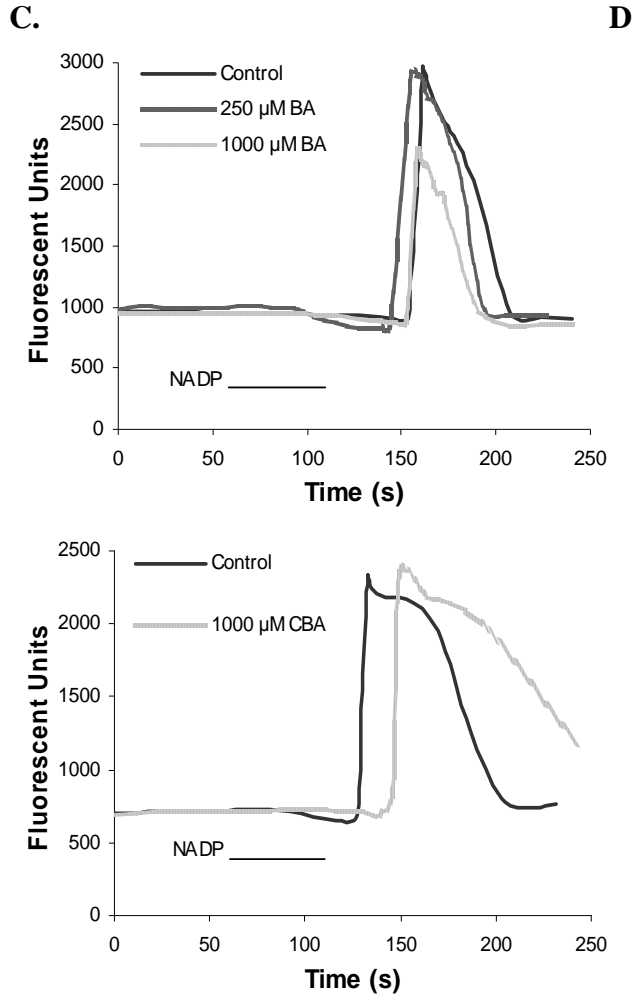 C.
D
3000
2500
2000
1500
1000
500
0
Fluorescent Units
Control
250 µM BA
1000 µM BA
NADP
0 50 100 150 200 250
Time (s)
2500
2000
1500
1000
500
0
Fluorescent Units
Control
1000 µM CBA
NADP
0 50 100 150 200 250
Time (s)